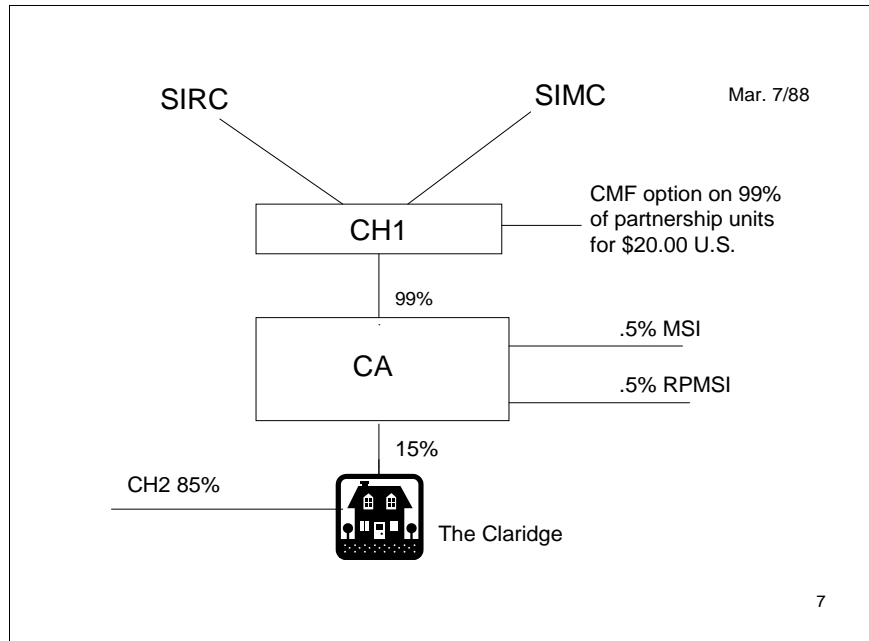 SIRC
SIMC
Mar. 7/88
CH1
CMF option on 99%
of partnership units
for $20.00 U.S.
99%
CA
.5% MSI
.5% RPMSI
15%
CH2 85%
The Claridge
7